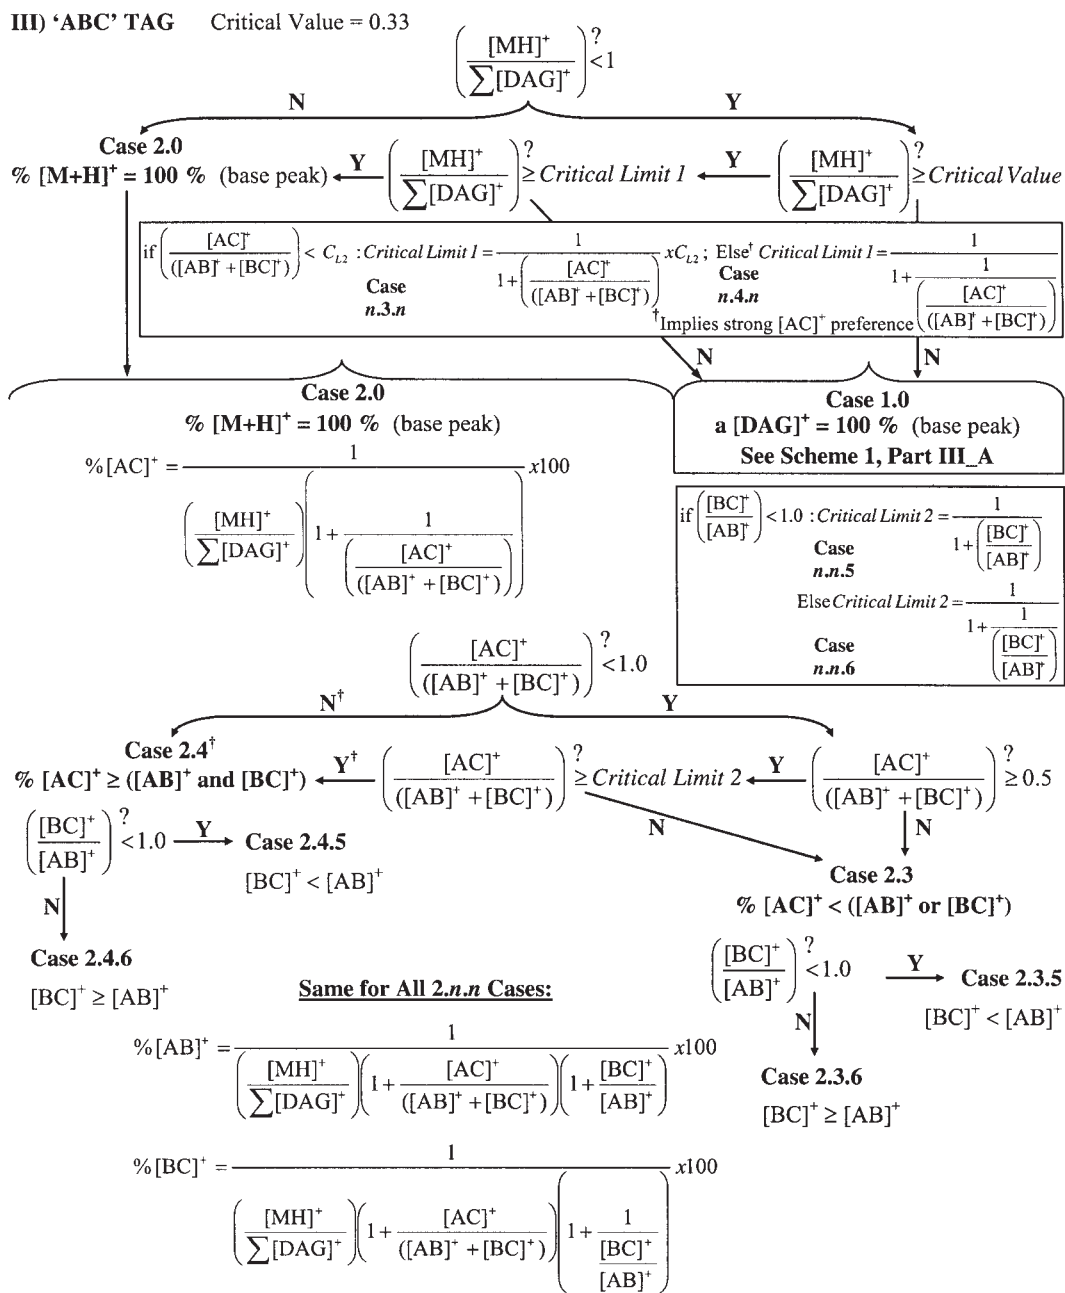 III) ‘ABC’ TAG Critical Value = 0.33
( [MH]⁺ / ∑[DAG]⁺ ) ?<1
N Y
Case 2.0
% [M+H]⁺ = 100 % (base peak) Y ( [MH]⁺ / ∑[DAG]⁺ ) ?≥ Critical Limit 1 Y ( [MH]⁺ / ∑[DAG]⁺ ) ?≥ Critical Value
if ( [AC]⁺ / ([AB]⁺ + [BC]⁺) ) < C_L2 : Critical Limit 1 = 1 / (1 + ( [AC]⁺ / ([AB]⁺ + [BC]⁺) )) x C_L2 ; Else† Critical Limit 1 = 1 / (1 + 1 / ( [AC]⁺ / ([AB]⁺ + [BC]⁺) ))
Case Case
n.3.n n.4.n
†Implies strong [AC]⁺ preference
N N
Case 2.0
% [M+H]⁺ = 100 % (base peak)
%[AC]⁺ = 1 / ( ( [MH]⁺ / ∑[DAG]⁺ ) ( 1 + 1 / ( [AC]⁺ / ([AB]⁺ + [BC]⁺) ) ) ) x100
Case 1.0
a [DAG]⁺ = 100 % (base peak)
See Scheme 1, Part III_A
if ( [BC]⁺ / [AB]⁺ ) < 1.0 : Critical Limit 2 = 1 / (1 + ( [BC]⁺ / [AB]⁺ ))
Case
n.n.5
Else Critical Limit 2 = 1 / (1 + 1 / ( [BC]⁺ / [AB]⁺ ))
Case
n.n.6
( [AC]⁺ / ([AB]⁺ + [BC]⁺) ) ?<1.0
N† Y
Case 2.4†
% [AC]⁺ ≥ ([AB]⁺ and [BC]⁺) Y† ( [AC]⁺ / ([AB]⁺ + [BC]⁺) ) ?≥ Critical Limit 2 Y ( [AC]⁺ / ([AB]⁺ + [BC]⁺) ) ?≥ 0.5
N N
( [BC]⁺ / [AB]⁺ ) ?<1.0 Y Case 2.4.5
[BC]⁺ < [AB]⁺
N
Case 2.4.6
[BC]⁺ ≥ [AB]⁺
Case 2.3
% [AC]⁺ < ([AB]⁺ or [BC]⁺)
( [BC]⁺ / [AB]⁺ ) ?<1.0 Y Case 2.3.5
[BC]⁺ < [AB]⁺
N
Case 2.3.6
[BC]⁺ ≥ [AB]⁺
Same for All 2.n.n Cases:
%[AB]⁺ = 1 / ( ( [MH]⁺ / ∑[DAG]⁺ ) ( 1 + [AC]⁺ / ([AB]⁺ + [BC]⁺) ) ( 1 + [BC]⁺ / [AB]⁺ ) ) x100
%[BC]⁺ = 1 / ( ( [MH]⁺ / ∑[DAG]⁺ ) ( 1 + [AC]⁺ / ([AB]⁺ + [BC]⁺) ) ( 1 + 1 / ( [BC]⁺ / [AB]⁺ ) ) ) x100